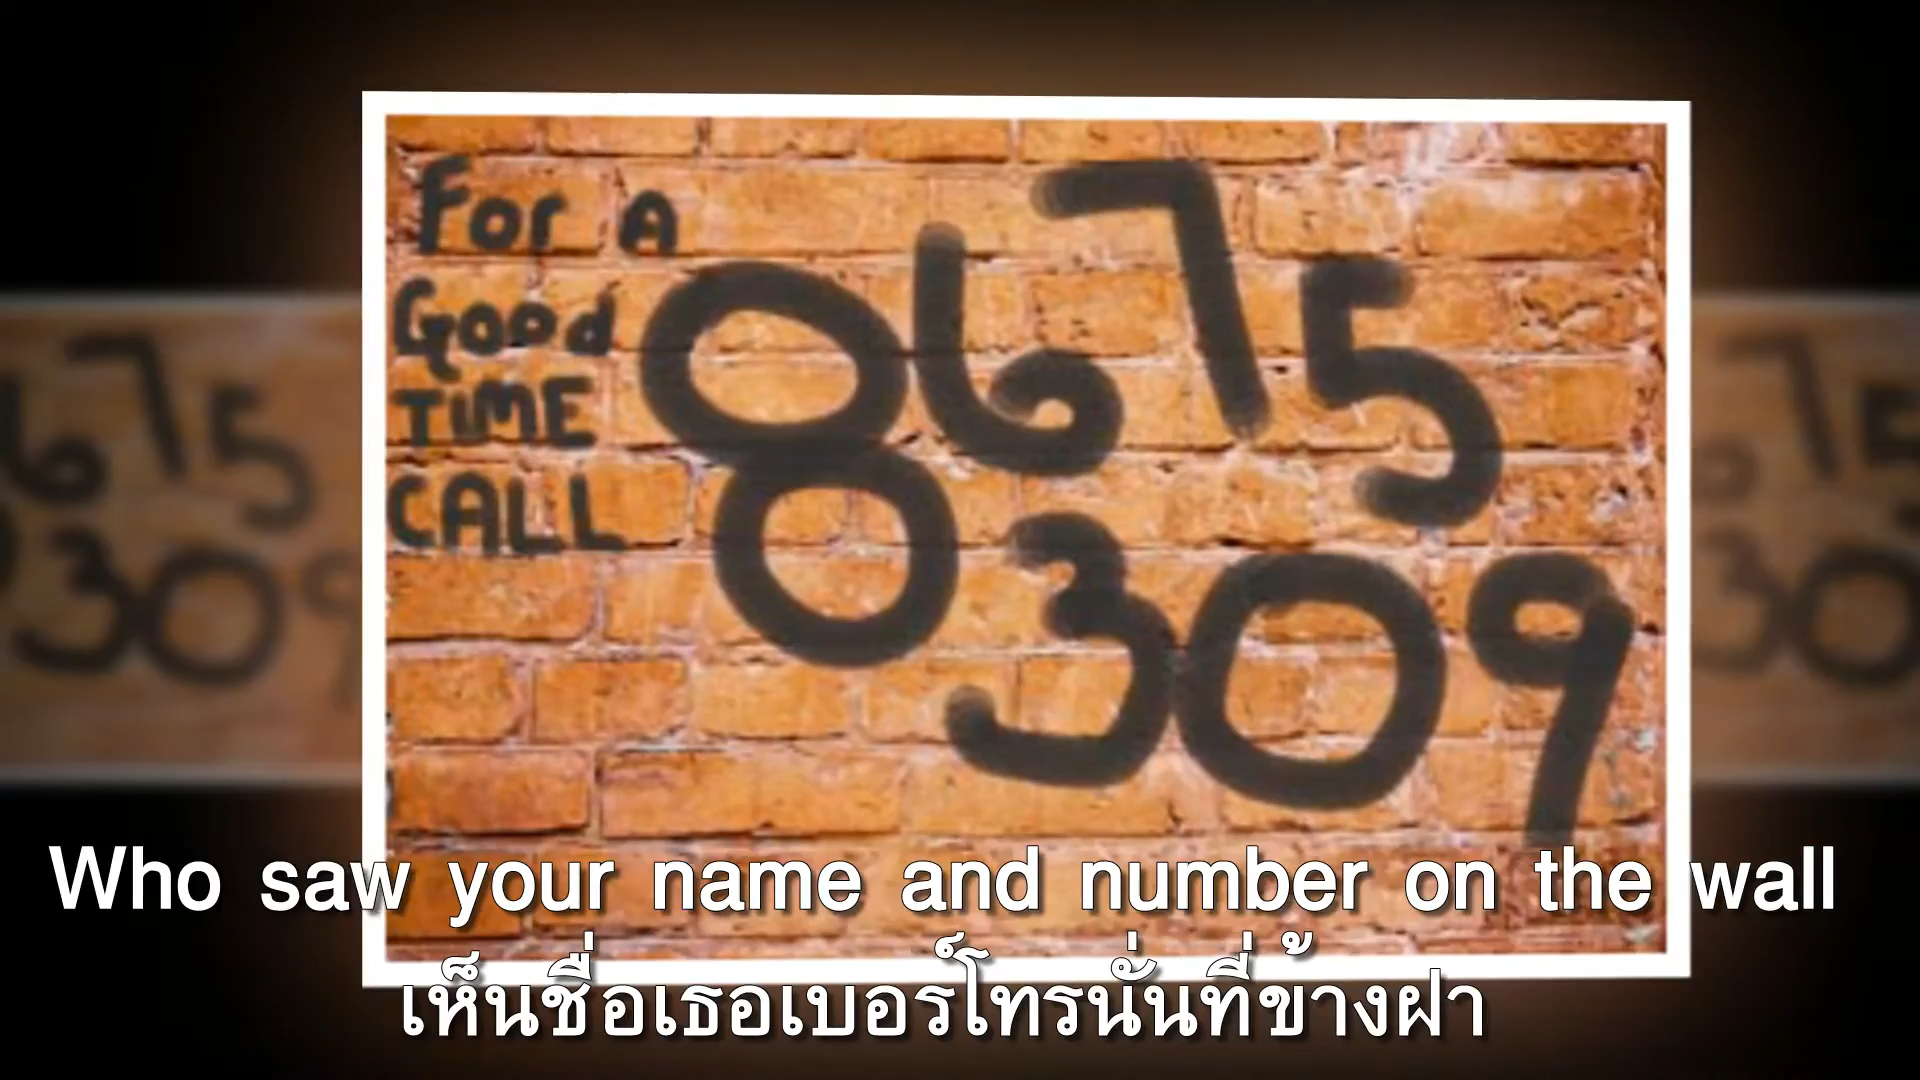 For A
Good
TIME
CALL
8675
309
Who saw your name and number on the wall
เห็นชื่อเธอเบอร์โทรนั่นที่ข้างฝา